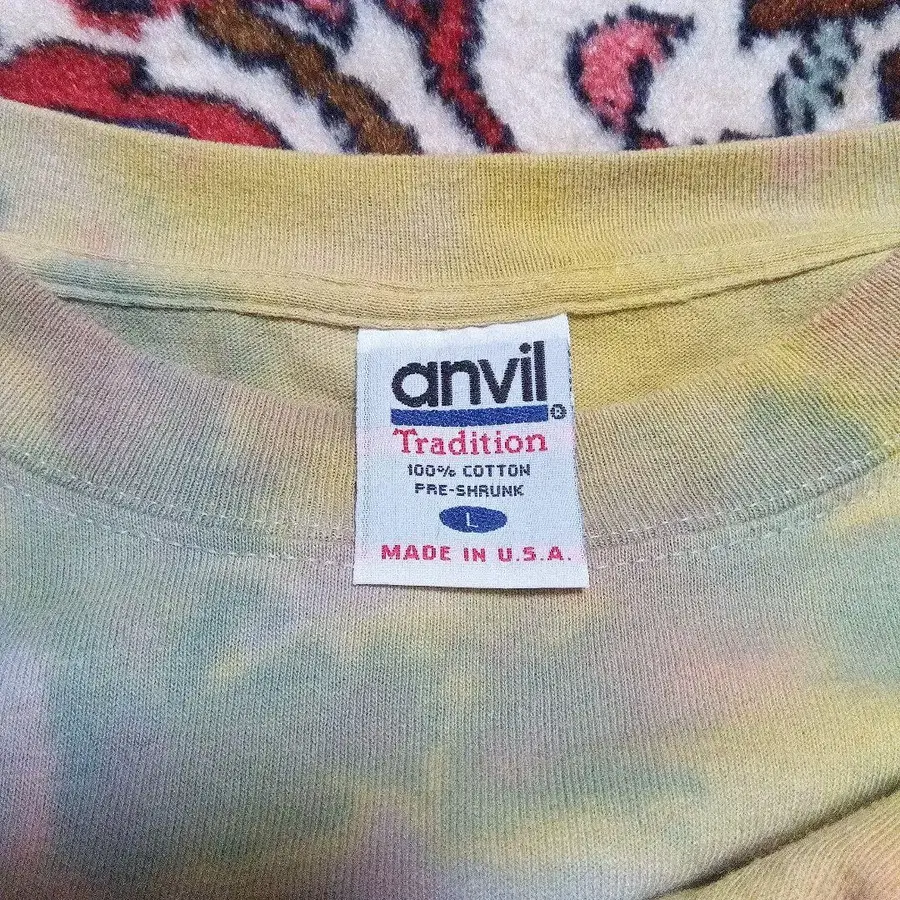 anvil®
Tradition
100% COTTON
PRE-SHRUNK
L
MADE IN U.S.A.